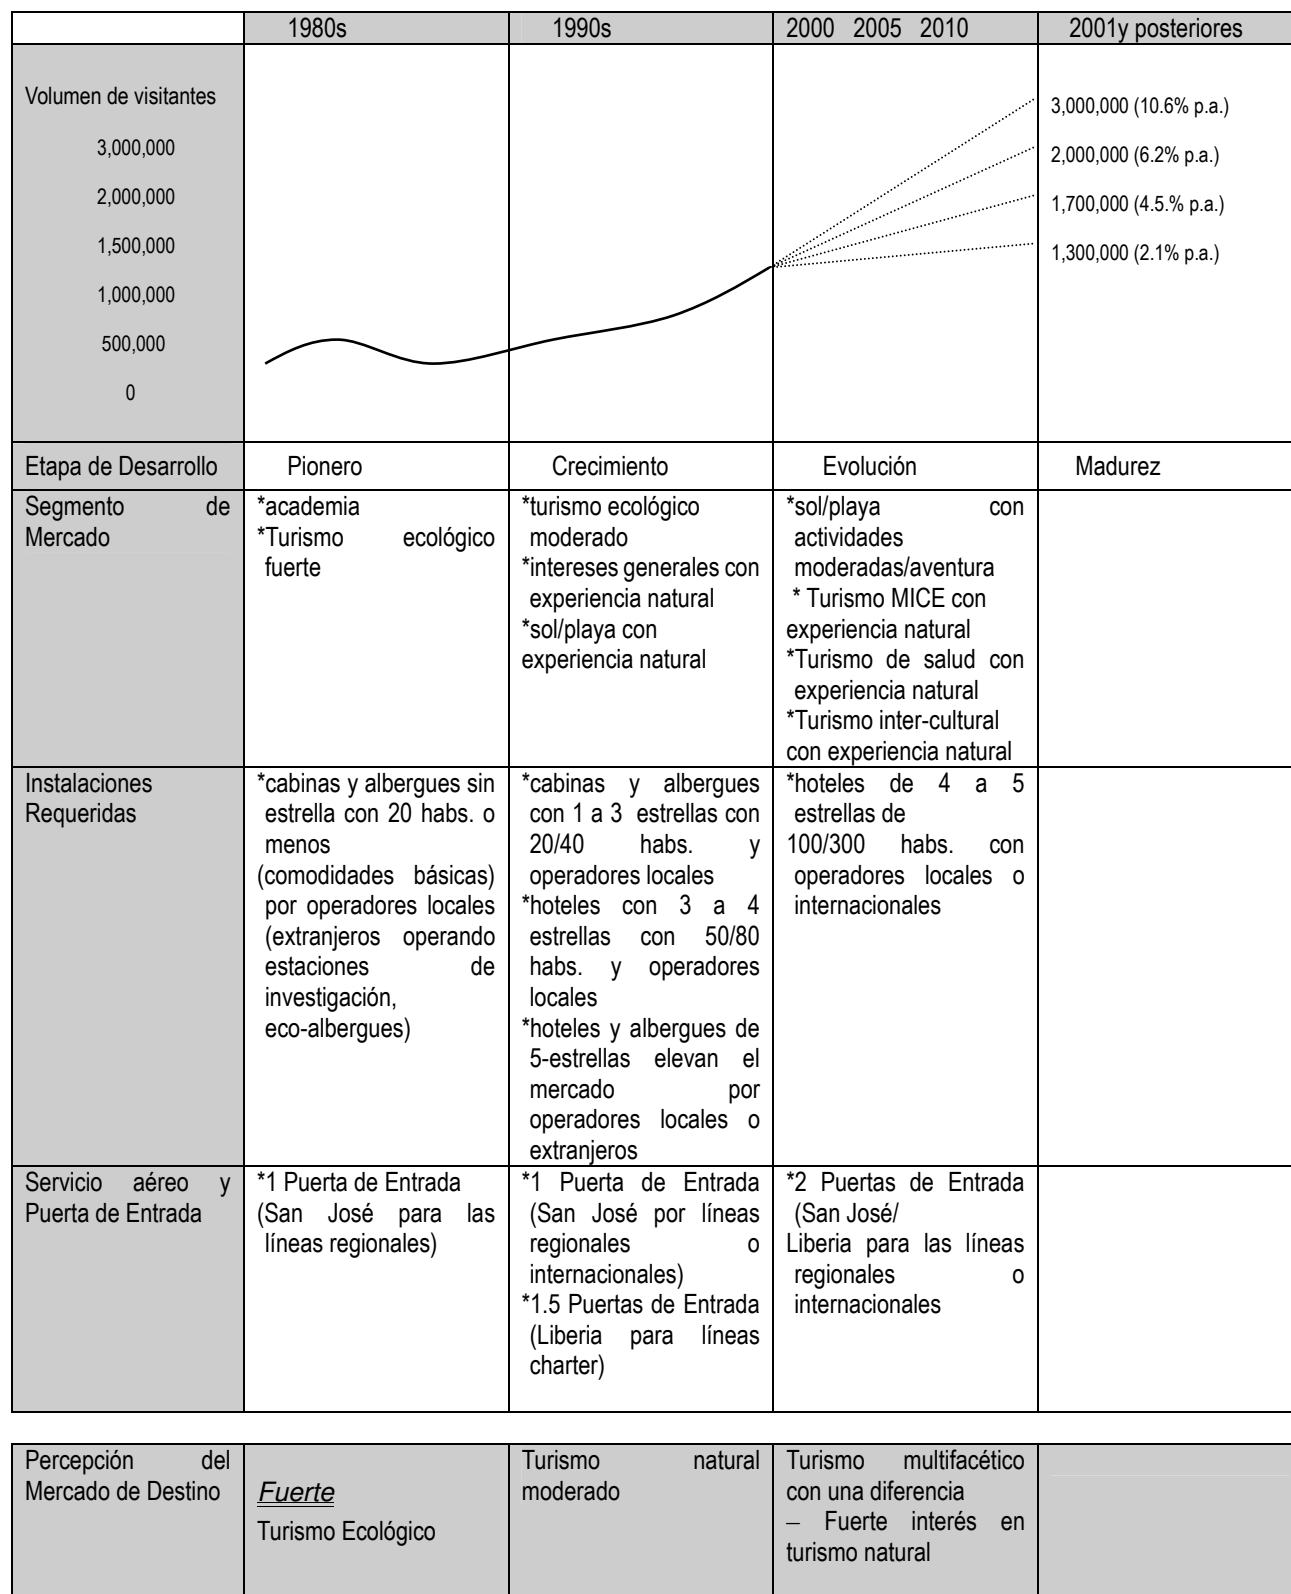 1980s
1990s
2000 2005 2010
2001y posteriores
Volumen de visitantes
3,000,000
2,000,000
1,500,000
1,000,000
500,000
0
3,000,000 (10.6% p.a.)
2,000,000 (6.2% p.a.)
1,700,000 (4.5.% p.a.)
1,300,000 (2.1% p.a.)
Etapa de Desarrollo
Pionero
Crecimiento
Evolución
Madurez
Segmento de
Mercado
*academia
*Turismo ecológico
fuerte
*turismo ecológico
moderado
*intereses generales con
experiencia natural
*sol/playa con
experiencia natural
*sol/playa con
actividades
moderadas/aventura
* Turismo MICE con
experiencia natural
*Turismo de salud con
experiencia natural
*Turismo inter-cultural
con experiencia natural
Instalaciones
Requeridas
*cabinas y albergues sin
estrella con 20 habs. o
menos
(comodidades básicas)
por operadores locales
(extranjeros operando
estaciones de
investigación,
eco-albergues)
*cabinas y albergues
con 1 a 3 estrellas con
20/40 habs. y
operadores locales
*hoteles con 3 a 4
estrellas con 50/80
habs. y operadores
locales
*hoteles y albergues de
5-estrellas elevan el
mercado por
operadores locales o
extranjeros
*hoteles de 4 a 5
estrellas de
100/300 habs. con
operadores locales o
internacionales
Servicio aéreo y
Puerta de Entrada
*1 Puerta de Entrada
(San José para las
líneas regionales)
*1 Puerta de Entrada
(San José por líneas
regionales o
internacionales)
*1.5 Puertas de Entrada
(Liberia para líneas
charter)
*2 Puertas de Entrada
(San José/
Liberia para las líneas
regionales o
internacionales
Percepción del
Mercado de Destino
Fuerte
Turismo Ecológico
Turismo natural
moderado
Turismo multifacético
con una diferencia
– Fuerte interés en
turismo natural